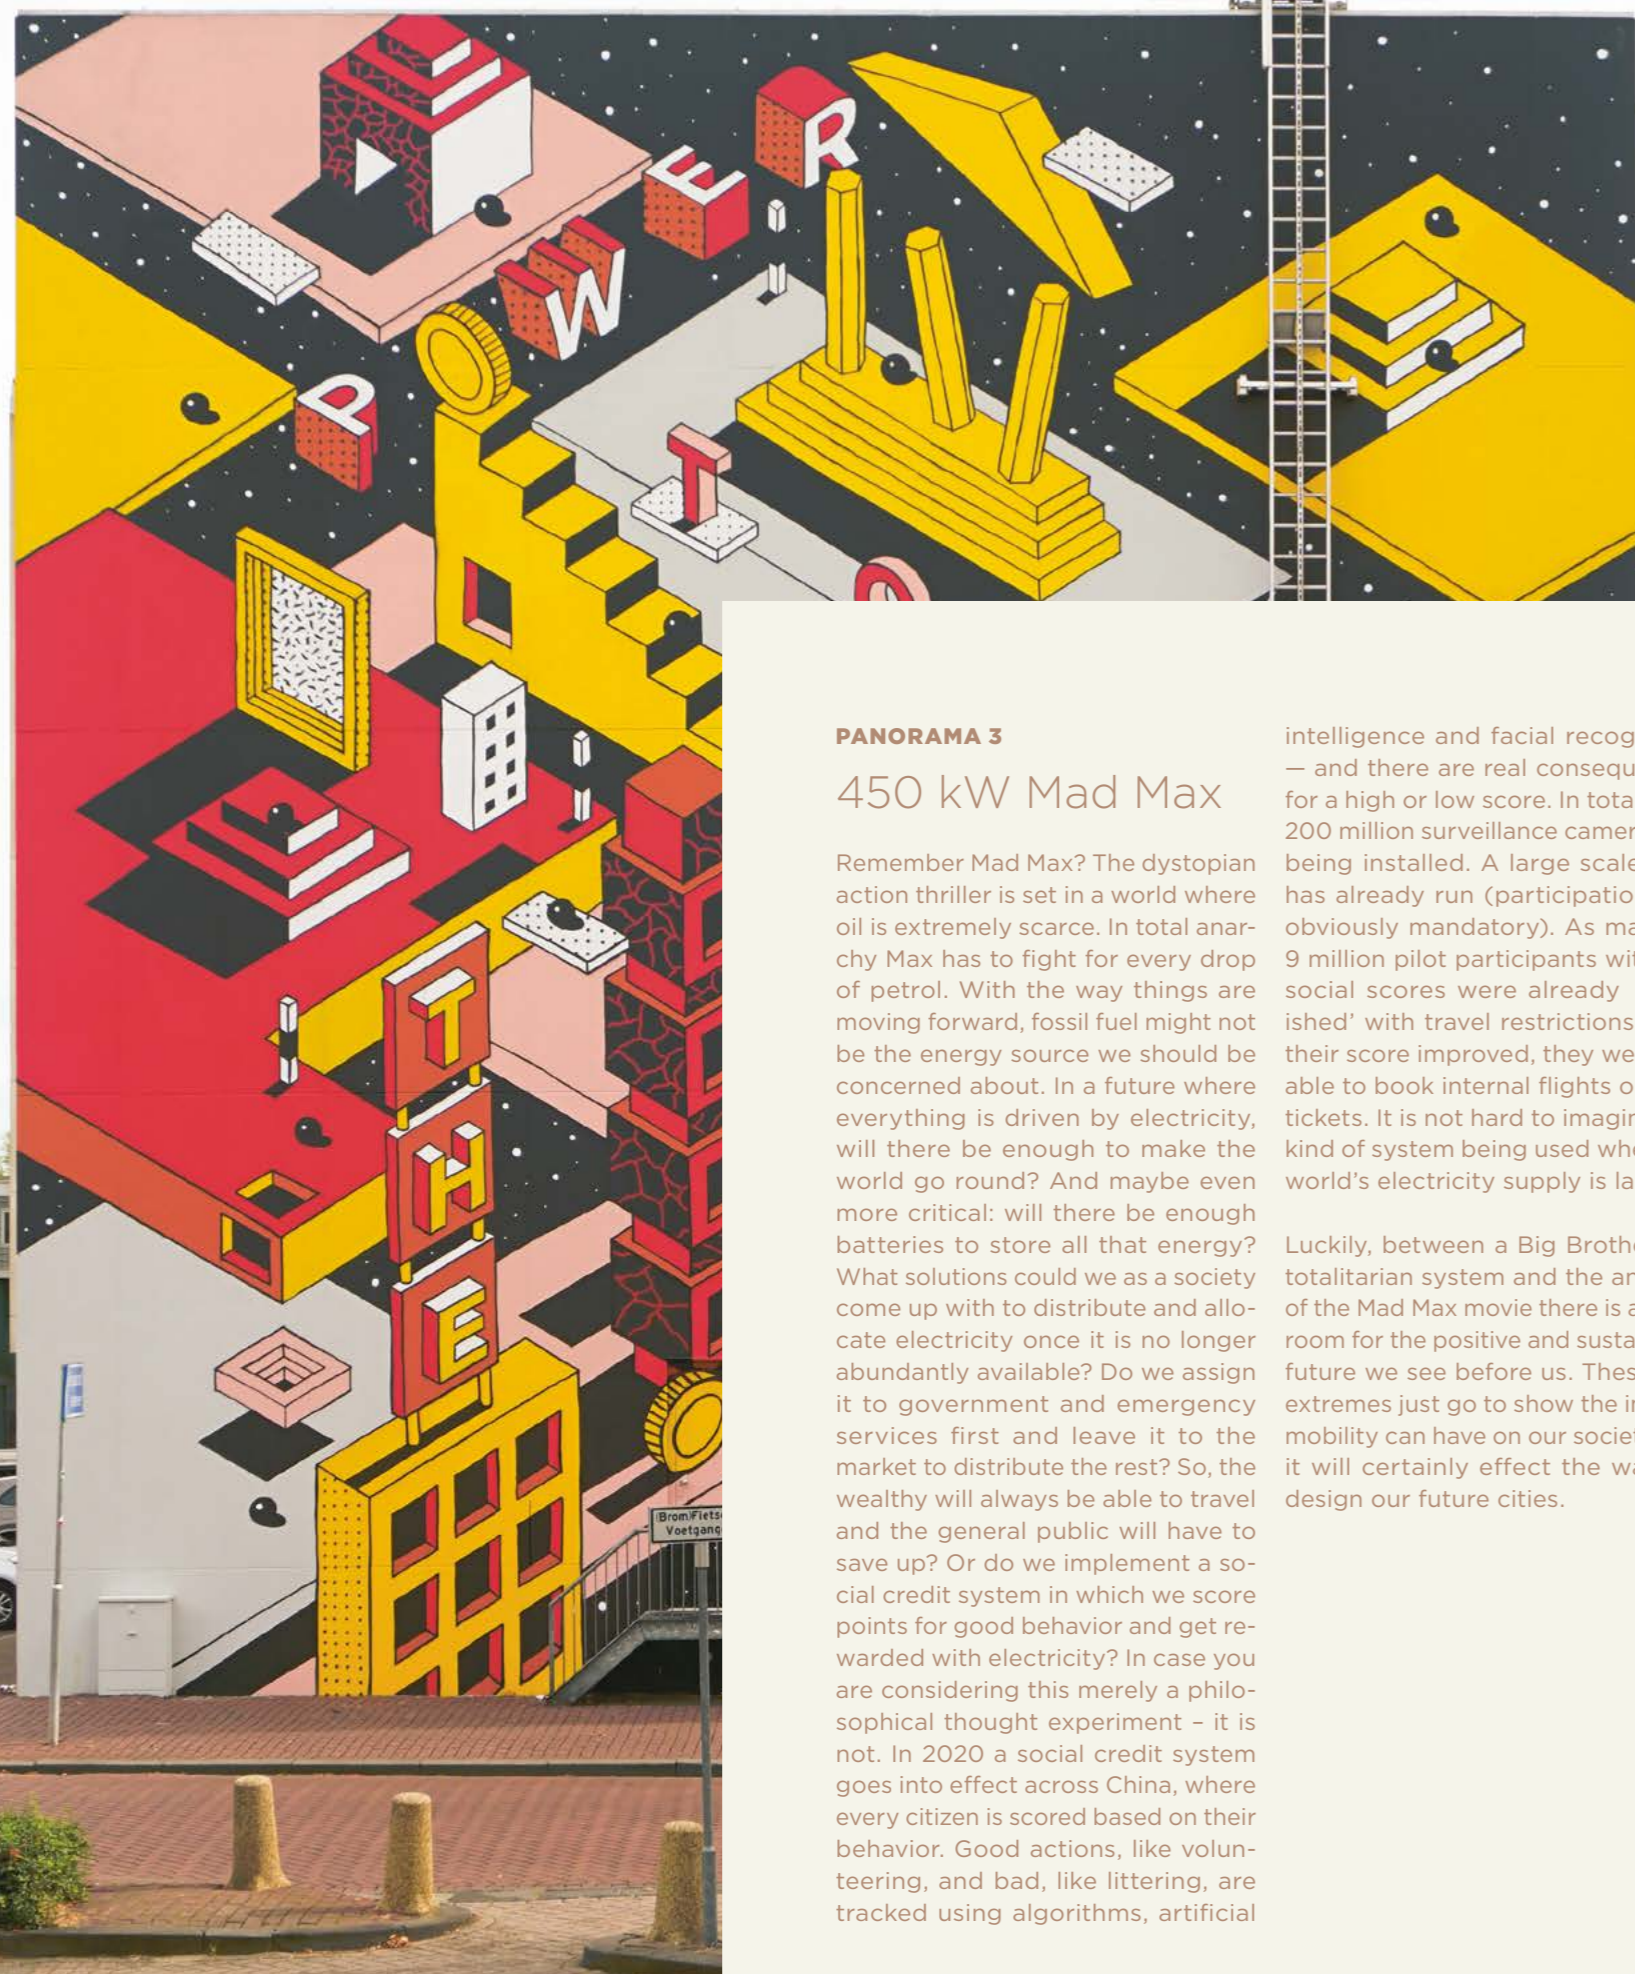 POWER
TO
THE
(Brom)Fiets
Voetgang
PANORAMA 3
450 kW Mad Max
Remember Mad Max? The dystopian
action thriller is set in a world where
oil is extremely scarce. In total anar-
chy Max has to fight for every drop
of petrol. With the way things are
moving forward, fossil fuel might not
be the energy source we should be
concerned about. In a future where
everything is driven by electricity,
will there be enough to make the
world go round? And maybe even
more critical: will there be enough
batteries to store all that energy?
What solutions could we as a society
come up with to distribute and allo-
cate electricity once it is no longer
abundantly available? Do we assign
it to government and emergency
services first and leave it to the
market to distribute the rest? So, the
wealthy will always be able to travel
and the general public will have to
save up? Or do we implement a so-
cial credit system in which we score
points for good behavior and get re-
warded with electricity? In case you
are considering this merely a philo-
sophical thought experiment – it is
not. In 2020 a social credit system
goes into effect across China, where
every citizen is scored based on their
behavior. Good actions, like volun-
teering, and bad, like littering, are
tracked using algorithms, artificial
intelligence and facial recog
— and there are real consequ
for a high or low score. In tota
200 million surveillance camer
being installed. A large scale
has already run (participatio
obviously mandatory). As ma
9 million pilot participants wit
social scores were already
ished' with travel restrictions
their score improved, they we
able to book internal flights o
tickets. It is not hard to imagin
kind of system being used whe
world's electricity supply is la
Luckily, between a Big Brothe
totalitarian system and the an
of the Mad Max movie there is a
room for the positive and susta
future we see before us. Thes
extremes just go to show the i
mobility can have on our societ
it will certainly effect the wa
design our future cities.